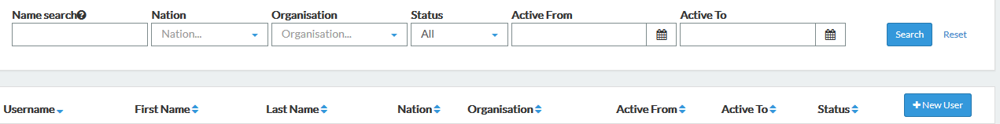 Name search Nation Organisation Status Active From Active To
Nation... Organisation... All Search Reset
Username First Name Last Name Nation Organisation Active From Active To Status + New User